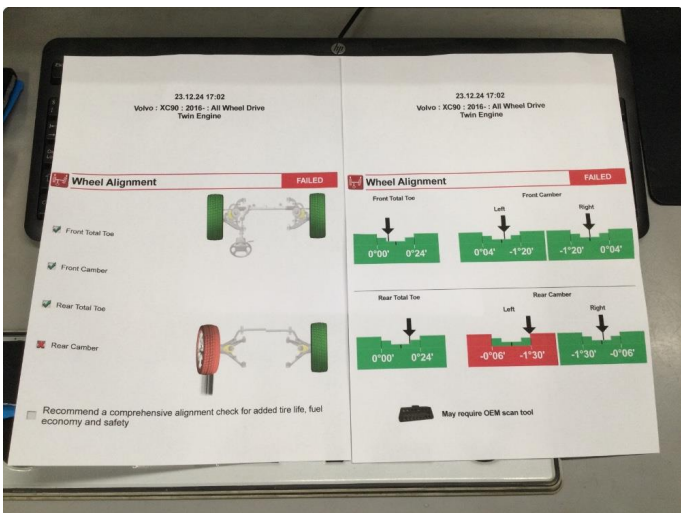 hp
23.12.24 17:02
Volvo : XC90 : 2016- : All Wheel Drive
Twin Engine
Wheel Alignment FAILED
Front Total Toe
Front Camber
Rear Total Toe
Rear Camber
Recommend a comprehensive alignment check for added tire life, fuel
economy and safety
23.12.24 17:02
Volvo : XC90 : 2016- : All Wheel Drive
Twin Engine
Wheel Alignment FAILED
Front Total Toe
Front Camber
Left Right
0°00' 0°24' 0°04' -1°20' -1°20' 0°04'
Rear Total Toe
Rear Camber
Left Right
0°00' 0°24' -0°06' -1°30' -1°30' -0°06'
May require OEM scan tool